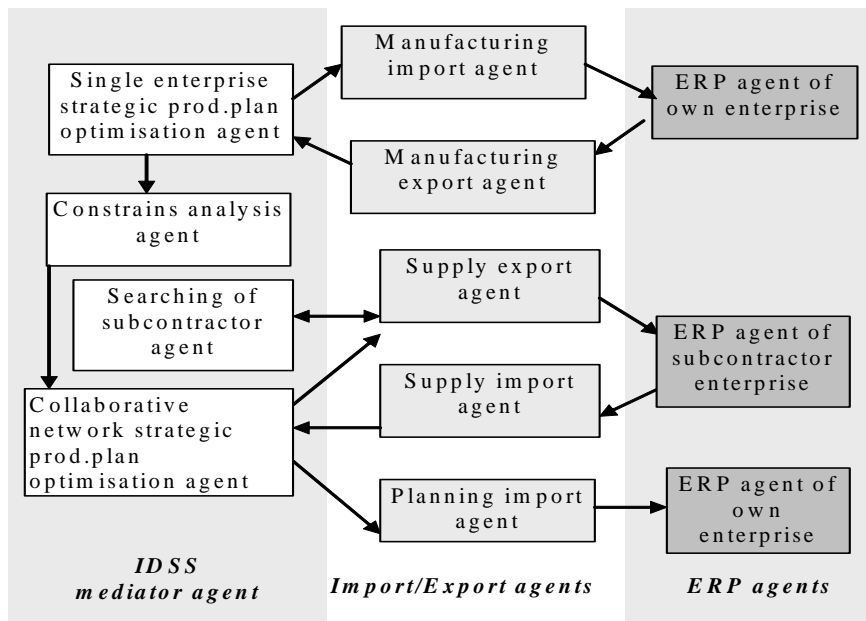 Single enterprise
strategic prod.plan
optimisation agent
Manufacturing
import agent
ERP agent of
own enterprise
Manufacturing
export agent
Constrains analysis
agent
Searching of
subcontractor
agent
Supply export
agent
ERP agent of
subcontractor
enterprise
Supply import
agent
Collaborative
network strategic
prod.plan
optimisation agent
Planning import
agent
ERP agent of
own
enterprise
IDSS
mediator agent
Import/Export agents
ERP agents